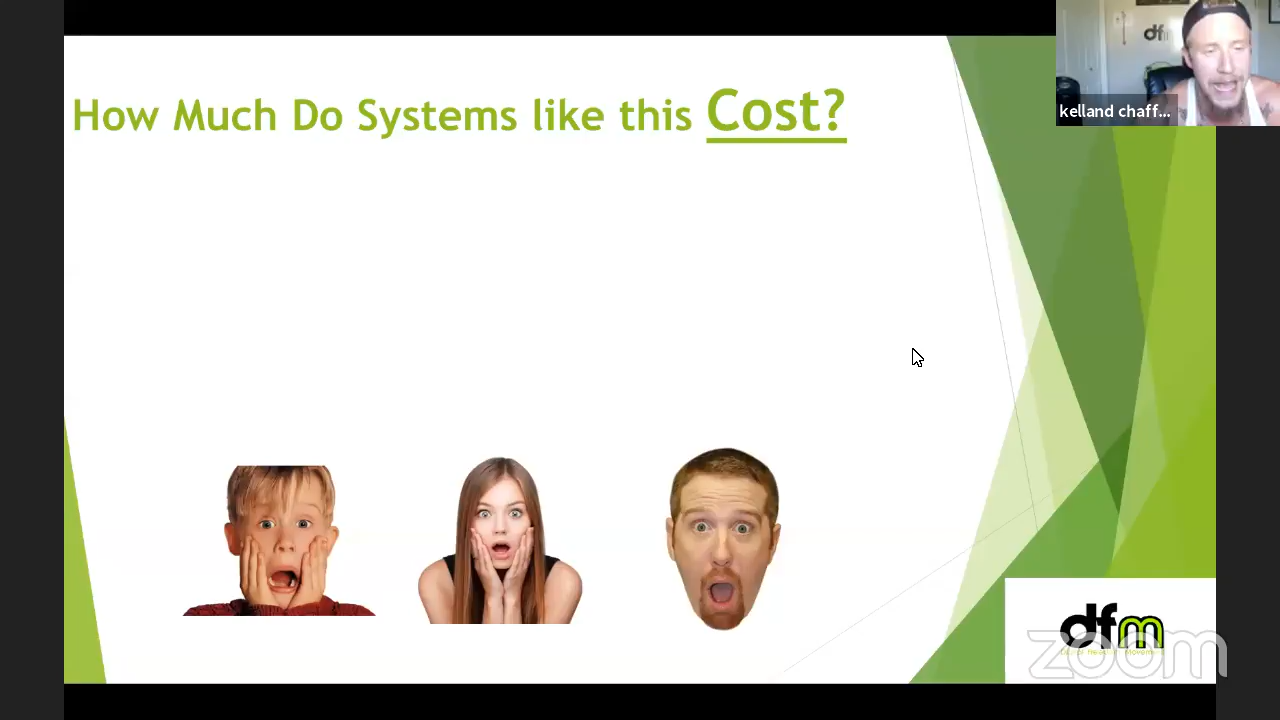 How Much Do Systems like this Cost?
df
kelland chaff...
dfm
zoom